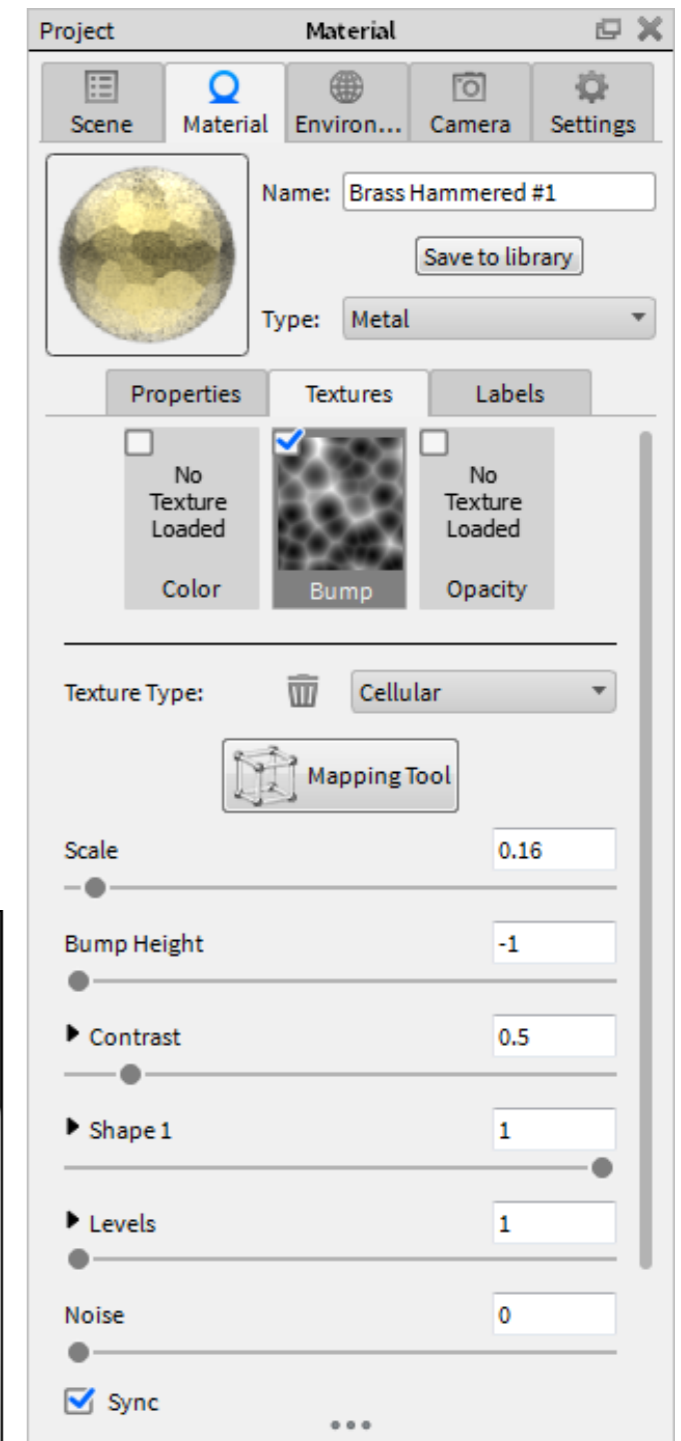 Project Material
Scene Material Environ... Camera Settings
Name: Brass Hammered #1
Save to library
Type: Metal
Properties Textures Labels
No Texture Loaded
Color
Bump
No Texture Loaded
Opacity
Texture Type: Cellular
Mapping Tool
Scale 0.16
Bump Height -1
Contrast 0.5
Shape 1 1
Levels 1
Noise 0
Sync